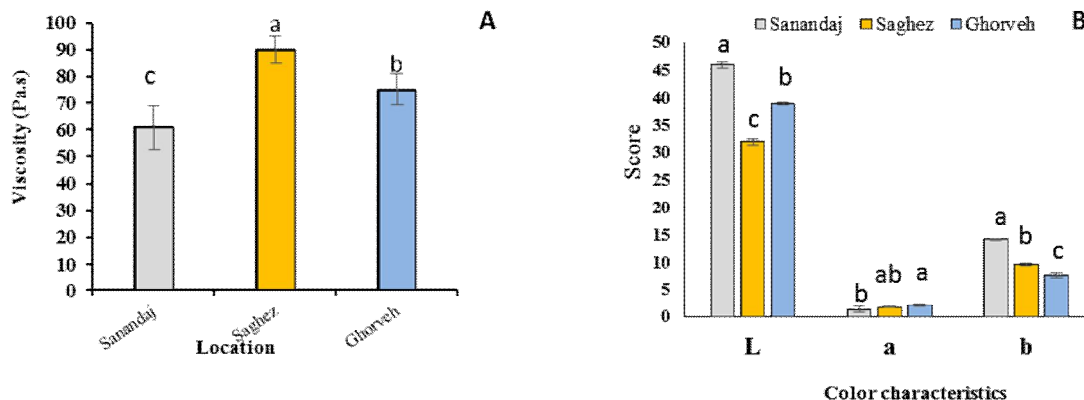 A
100
90
80
70
60
50
40
30
20
10
0
Viscosity (Pa.s)
c
a
b
Sanandaj
Saghez
Ghorveh
Location
B
Sanandaj Saghez Ghorveh
50
45
40
35
30
25
20
15
10
5
0
Score
a
c
b
b
ab
a
a
b
c
L a b
Color characteristics